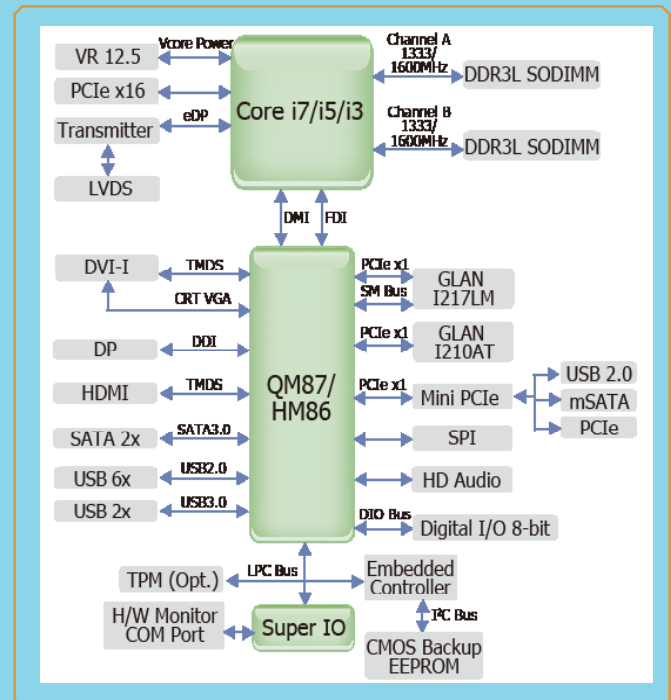 VR 12.5
Vcore Power
PCIe x16
Transmitter
eDP
LVDS
Core i7/i5/i3
Channel A
1333/
1600MHz
DDR3L SODIMM
Channel B
1333/
1600MHz
DDR3L SODIMM
DMI
FDI
DVI-I
TMDS
CRT VGA
DP
DDI
HDMI
TMDS
SATA 2x
SATA3.0
USB 6x
USB2.0
USB 2x
USB3.0
QM87/
HM86
PCIe x1
SM Bus
GLAN
I217LM
PCIe x1
GLAN
I210AT
PCIe x1
Mini PCIe
USB 2.0
mSATA
PCIe
SPI
HD Audio
DIO Bus
Digital I/O 8-bit
TPM (Opt.)
LPC Bus
Embedded
Controller
H/W Monitor
COM Port
Super IO
I²C Bus
CMOS Backup
EEPROM